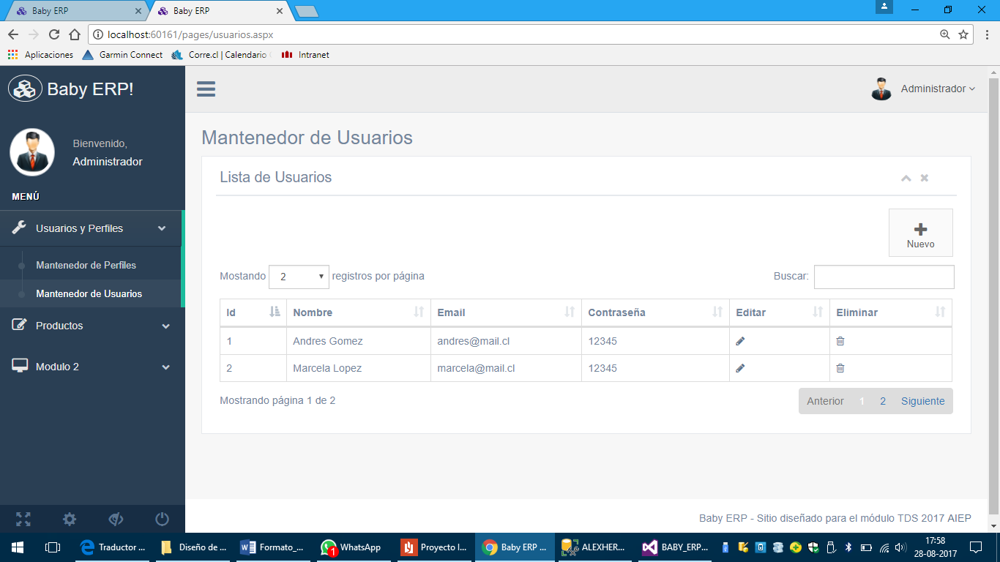 Baby ERP
Baby ERP
localhost:60161/pages/usuarios.aspx
Aplicaciones
Garmin Connect
Corre.cl | Calendario
Intranet
Baby ERP!
Administrador
Bienvenido,
Administrador
MENÚ
Usuarios y Perfiles
Mantenedor de Perfiles
Mantenedor de Usuarios
Productos
Modulo 2
Mantenedor de Usuarios
Lista de Usuarios
Nuevo
Mostando 2 registros por página
Buscar:
Id Nombre Email Contraseña Editar Eliminar
1 Andres Gomez andres@mail.cl 12345
2 Marcela Lopez marcela@mail.cl 12345
Mostrando página 1 de 2
Anterior 1 2 Siguiente
Baby ERP - Sitio diseñado para el módulo TDS 2017 AIEP
Traductor ...
Diseño de ...
Formato_...
1
WhatsApp
Proyecto I...
Baby ERP ...
ALEXHER...
BABY_ERP...
17:58
28-08-2017